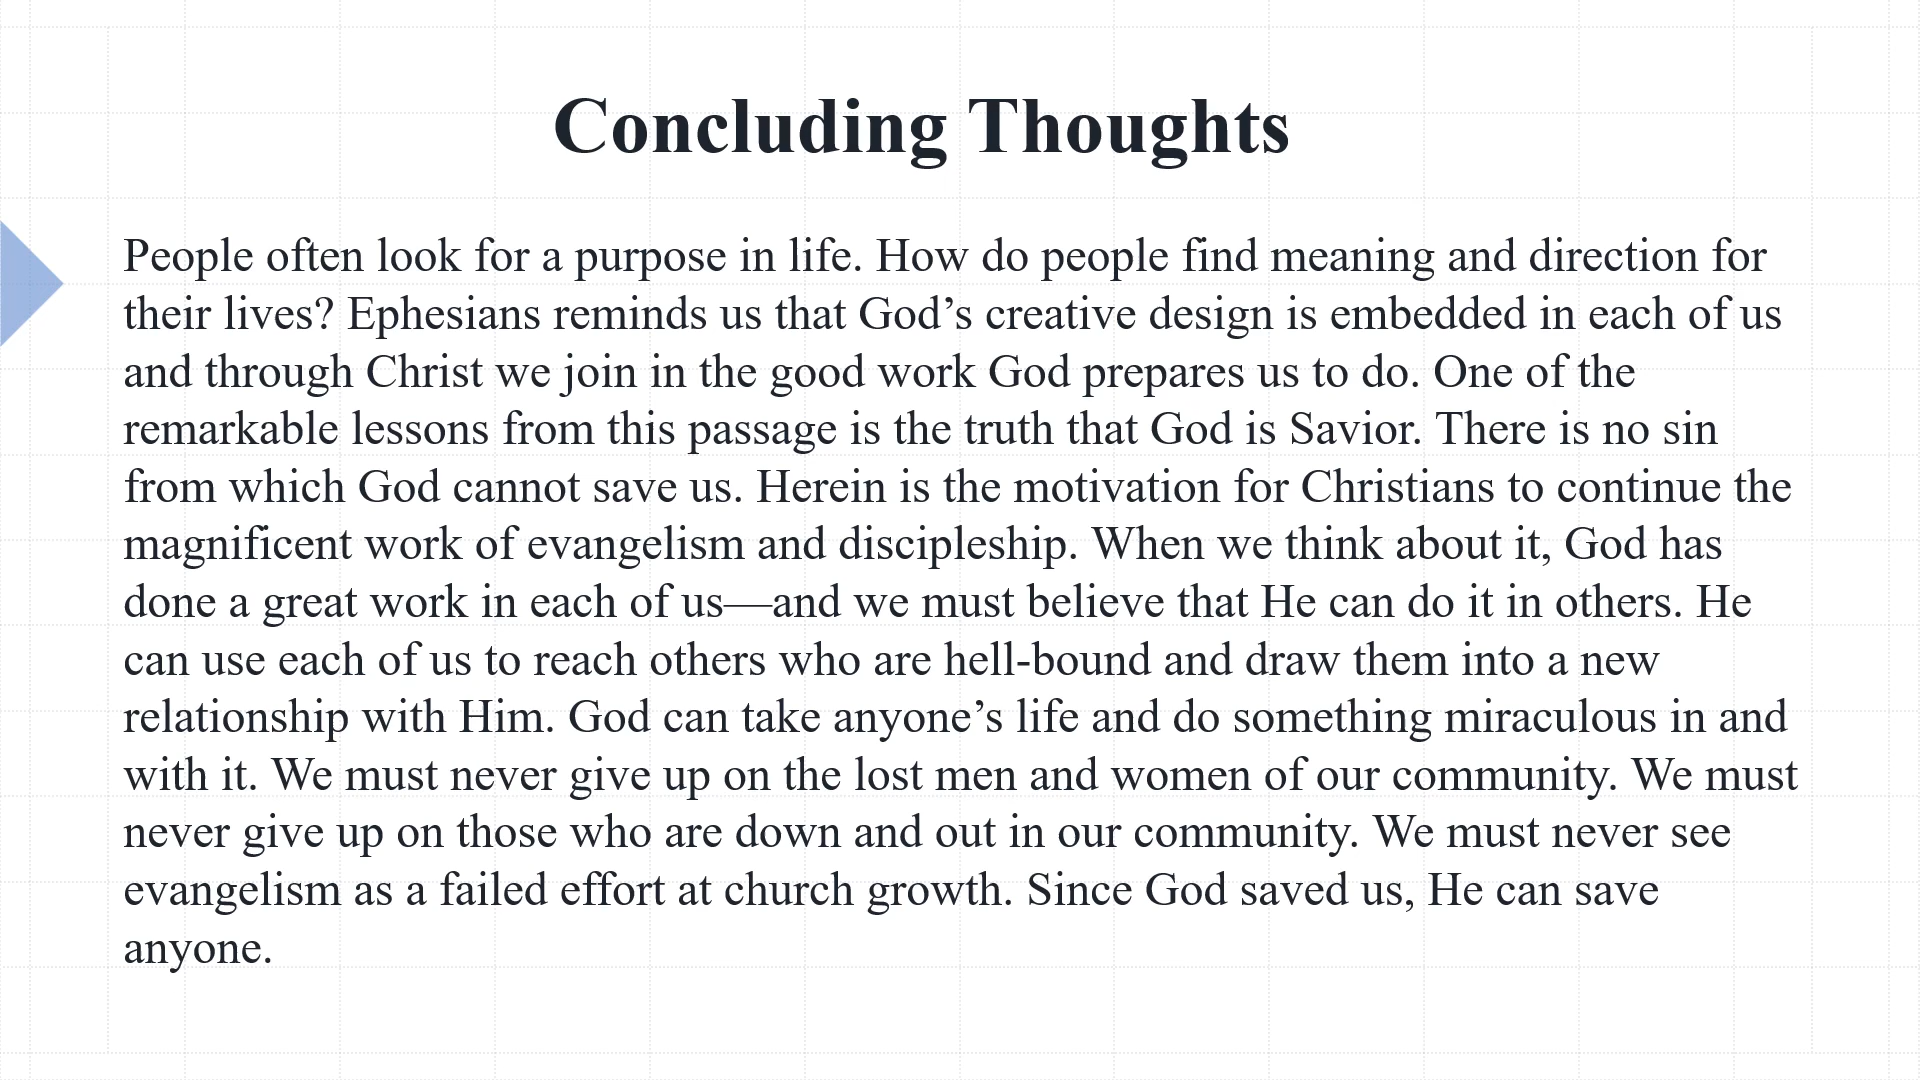 Concluding Thoughts
People often look for a purpose in life. How do people find meaning and direction for
their lives? Ephesians reminds us that God’s creative design is embedded in each of us
and through Christ we join in the good work God prepares us to do. One of the
remarkable lessons from this passage is the truth that God is Savior. There is no sin
from which God cannot save us. Herein is the motivation for Christians to continue the
magnificent work of evangelism and discipleship. When we think about it, God has
done a great work in each of us—and we must believe that He can do it in others. He
can use each of us to reach others who are hell-bound and draw them into a new
relationship with Him. God can take anyone’s life and do something miraculous in and
with it. We must never give up on the lost men and women of our community. We must
never give up on those who are down and out in our community. We must never see
evangelism as a failed effort at church growth. Since God saved us, He can save
anyone.